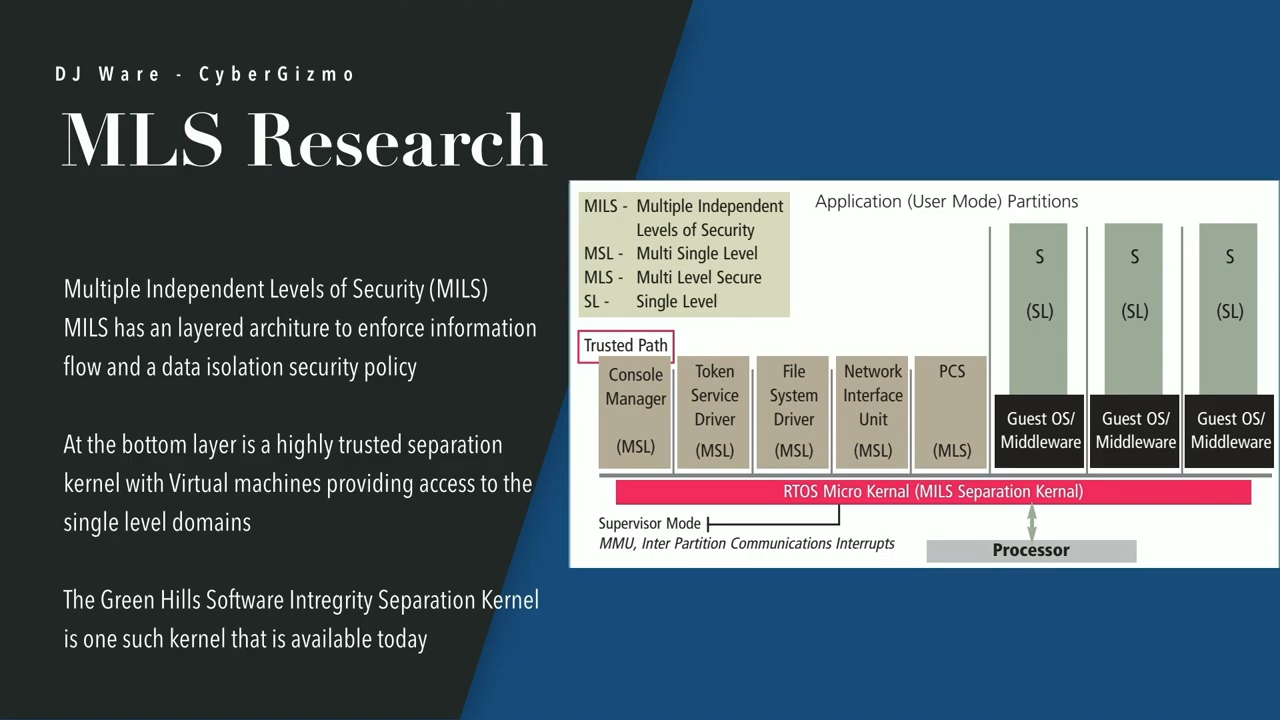 DJ Ware - CyberGizmo
MLS Research
Multiple Independent Levels of Security (MILS)
MILS has an layered architure to enforce information
flow and a data isolation security policy
At the bottom layer is a highly trusted separation
kernel with Virtual machines providing access to the
single level domains
The Green Hills Software Intregrity Separation Kernel
is one such kernel that is available today
MILS - Multiple Independent
Levels of Security
MSL - Multi Single Level
MLS - Multi Level Secure
SL - Single Level
Application (User Mode) Partitions
Trusted Path
Console
Manager
(MSL)
Token
Service
Driver
(MSL)
File
System
Driver
(MSL)
Network
Interface
Unit
(MSL)
PCS
(MLS)
S
(SL)
Guest OS/
Middleware
S
(SL)
Guest OS/
Middleware
S
(SL)
Guest OS/
Middleware
RTOS Micro Kernel (MILS Separation Kernel)
Supervisor Mode
MMU, Inter Partition Communications Interrupts
Processor